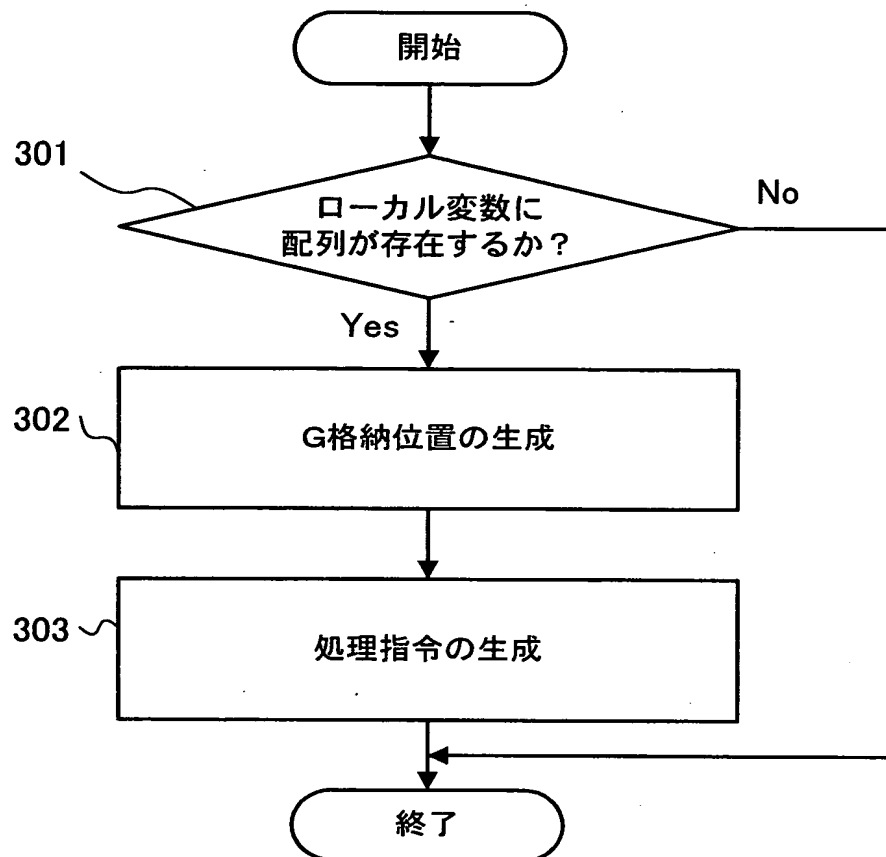 開始
301
ローカル変数に
配列が存在するか？
No
Yes
302
G格納位置の生成
303
処理指令の生成
終了